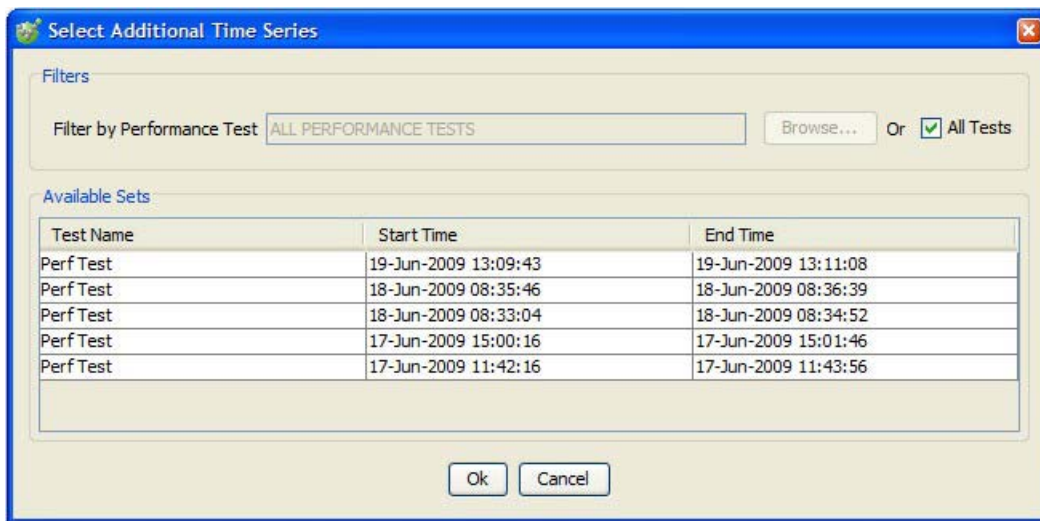 Select Additional Time Series
Filters
Filter by Performance Test ALL PERFORMANCE TESTS Browse... Or All Tests
Available Sets
Test Name Start Time End Time
Perf Test 19-Jun-2009 13:09:43 19-Jun-2009 13:11:08
Perf Test 18-Jun-2009 08:35:46 18-Jun-2009 08:36:39
Perf Test 18-Jun-2009 08:33:04 18-Jun-2009 08:34:52
Perf Test 17-Jun-2009 15:00:16 17-Jun-2009 15:01:46
Perf Test 17-Jun-2009 11:42:16 17-Jun-2009 11:43:56
Ok Cancel